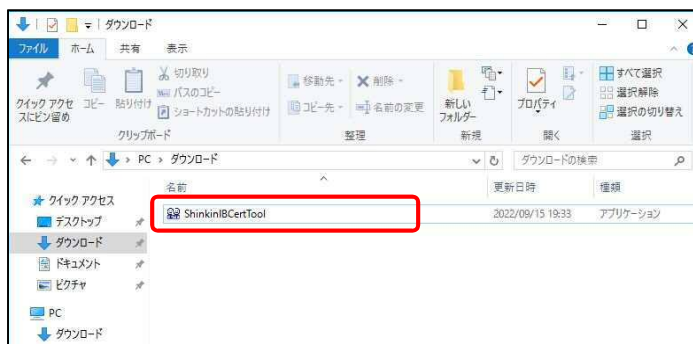 ダウンロード
ファイル ホーム 共有 表示
クイック アクセスにピン留め
コピー
貼り付け
切り取り
パスのコピー
ショートカットの貼り付け
クリップボード
移動先
コピー先
削除
名前の変更
整理
新しいフォルダー
新規
プロパティ
開く
すべて選択
選択解除
選択の切り替え
選択
PC > ダウンロード
ダウンロードの検索
名前 更新日時 種類
ShinkinIBCertTool 2022/09/15 19:33 アプリケーション
クイック アクセス
デスクトップ
ダウンロード
ドキュメント
ピクチャ
PC
ダウンロード